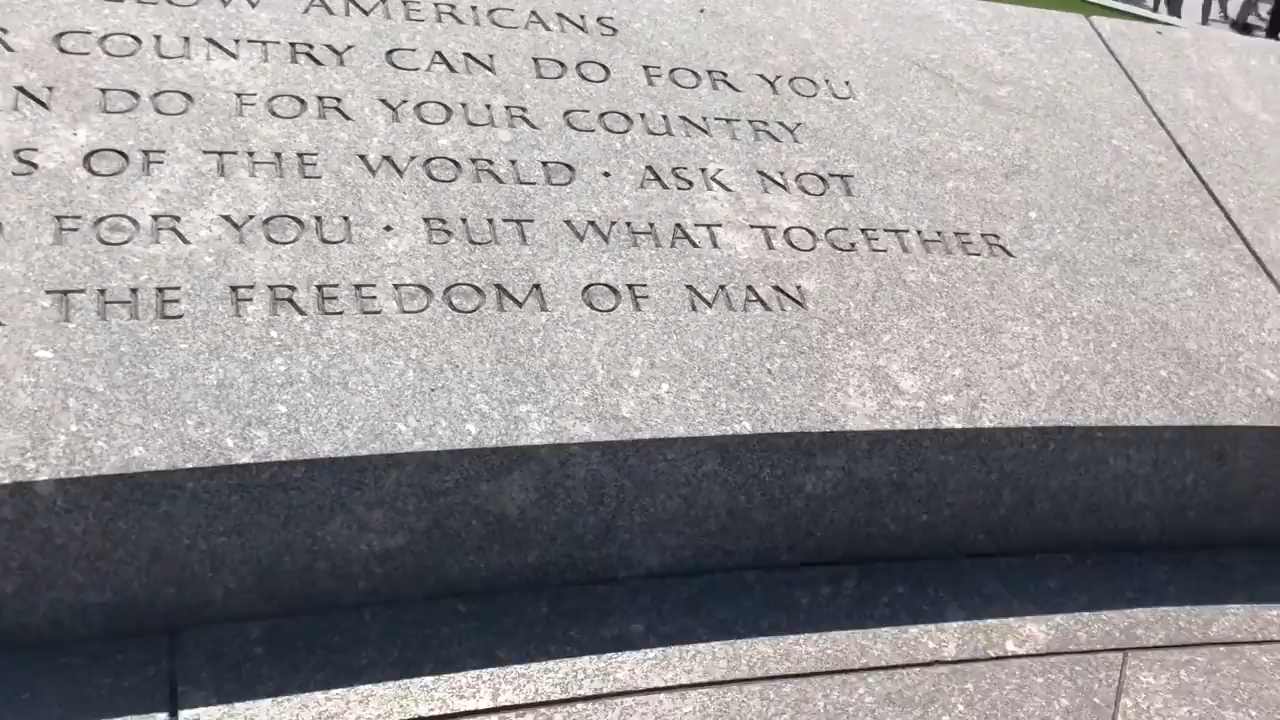 AMERICANS
COUNTRY CAN DO FOR YOU
DO FOR YOUR COUNTRY
OF THE WORLD · ASK NOT
FOR YOU · BUT WHAT TOGETHER
THE FREEDOM OF MAN